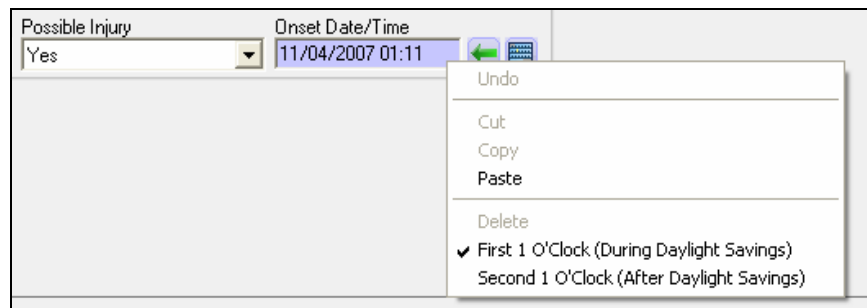 Possible Injury Onset Date/Time
Yes 11/04/2007 01:11
Undo
Cut
Copy
Paste
Delete
First 1 O'Clock (During Daylight Savings)
Second 1 O'Clock (After Daylight Savings)